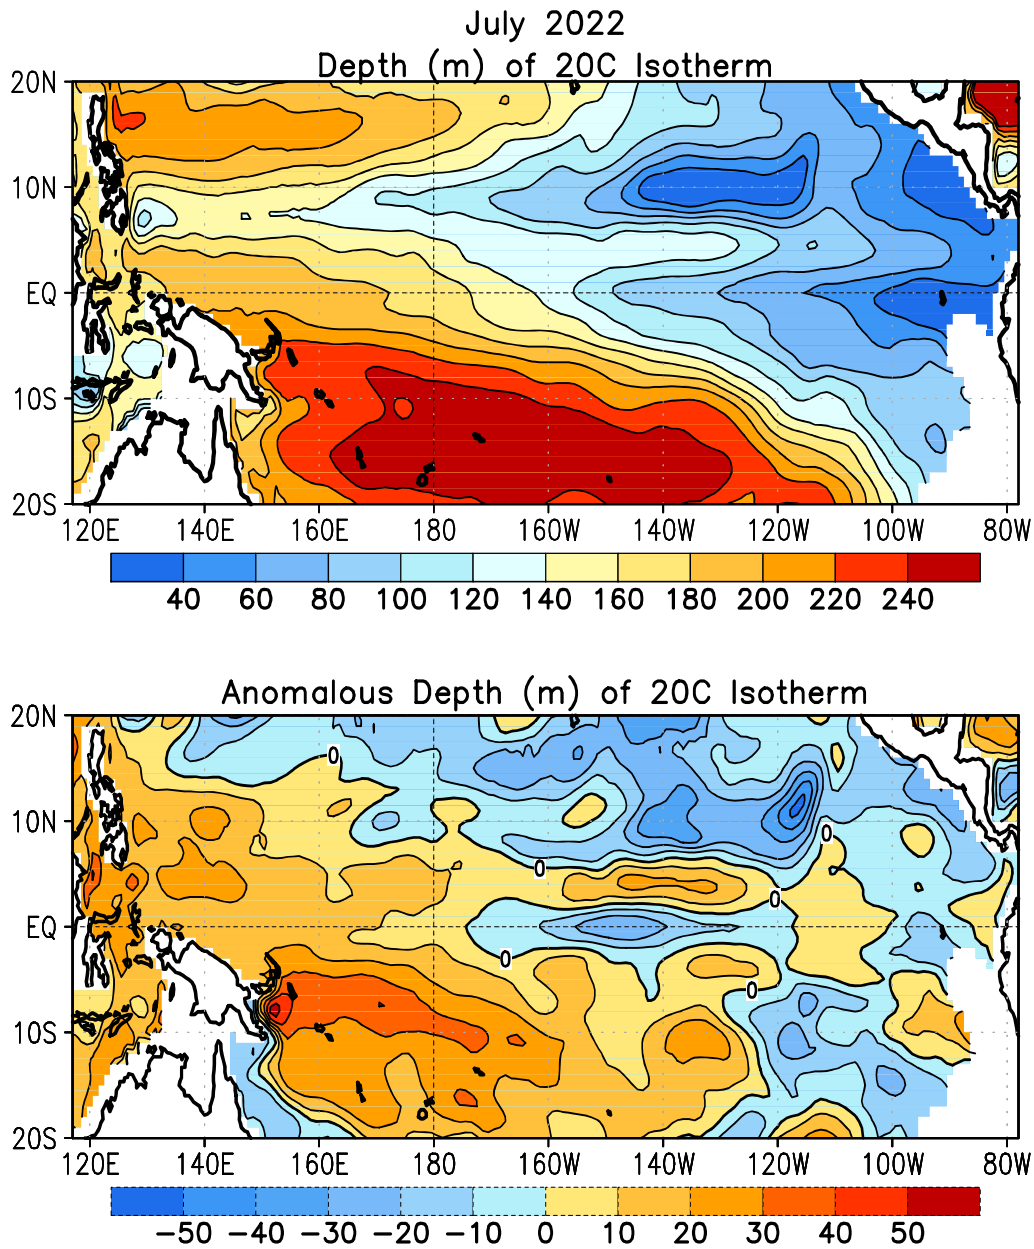 July 2022
Depth (m) of 20C Isotherm
20N
10N
EQ
10S
20S
120E 140E 160E 180 160W 140W 120W 100W 80W
40 60 80 100 120 140 160 180 200 220 240
Anomalous Depth (m) of 20C Isotherm
20N
0
10N
0
0
0
EQ
0
0
10S
20S
120E 140E 160E 180 160W 140W 120W 100W 80W
-50 -40 -30 -20 -10 0 10 20 30 40 50